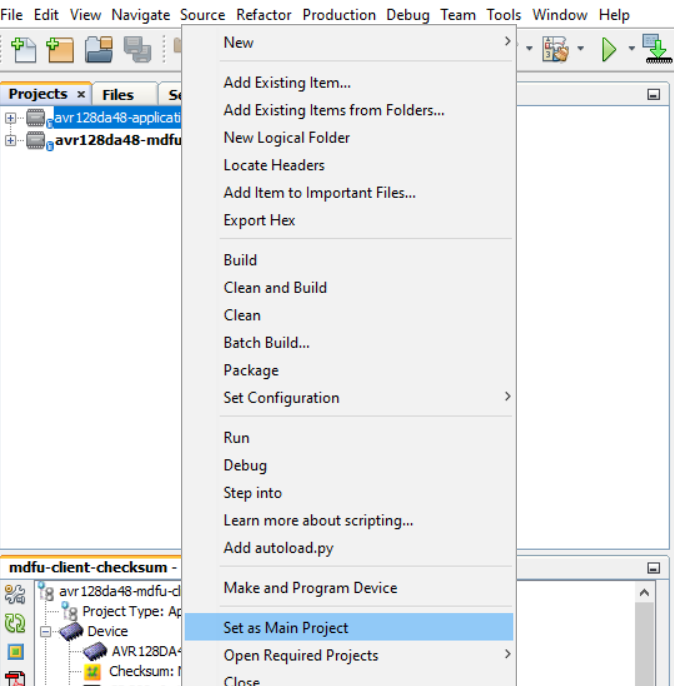 File Edit View Navigate Source Refactor Production Debug Team Tools Window Help
Projects × Files
avr128da48-applicati
avr128da48-mdfu
New
Add Existing Item...
Add Existing Items from Folders...
New Logical Folder
Locate Headers
Add Item to Important Files...
Export Hex
Build
Clean and Build
Clean
Batch Build...
Package
Set Configuration
Run
Debug
Step into
Learn more about scripting...
Add autoload.py
Make and Program Device
Set as Main Project
Open Required Projects
Close
mdfu-client-checksum -
avr128da48-mdfu-cl
Project Type: Ap
Device
AVR128DA4
Checksum: